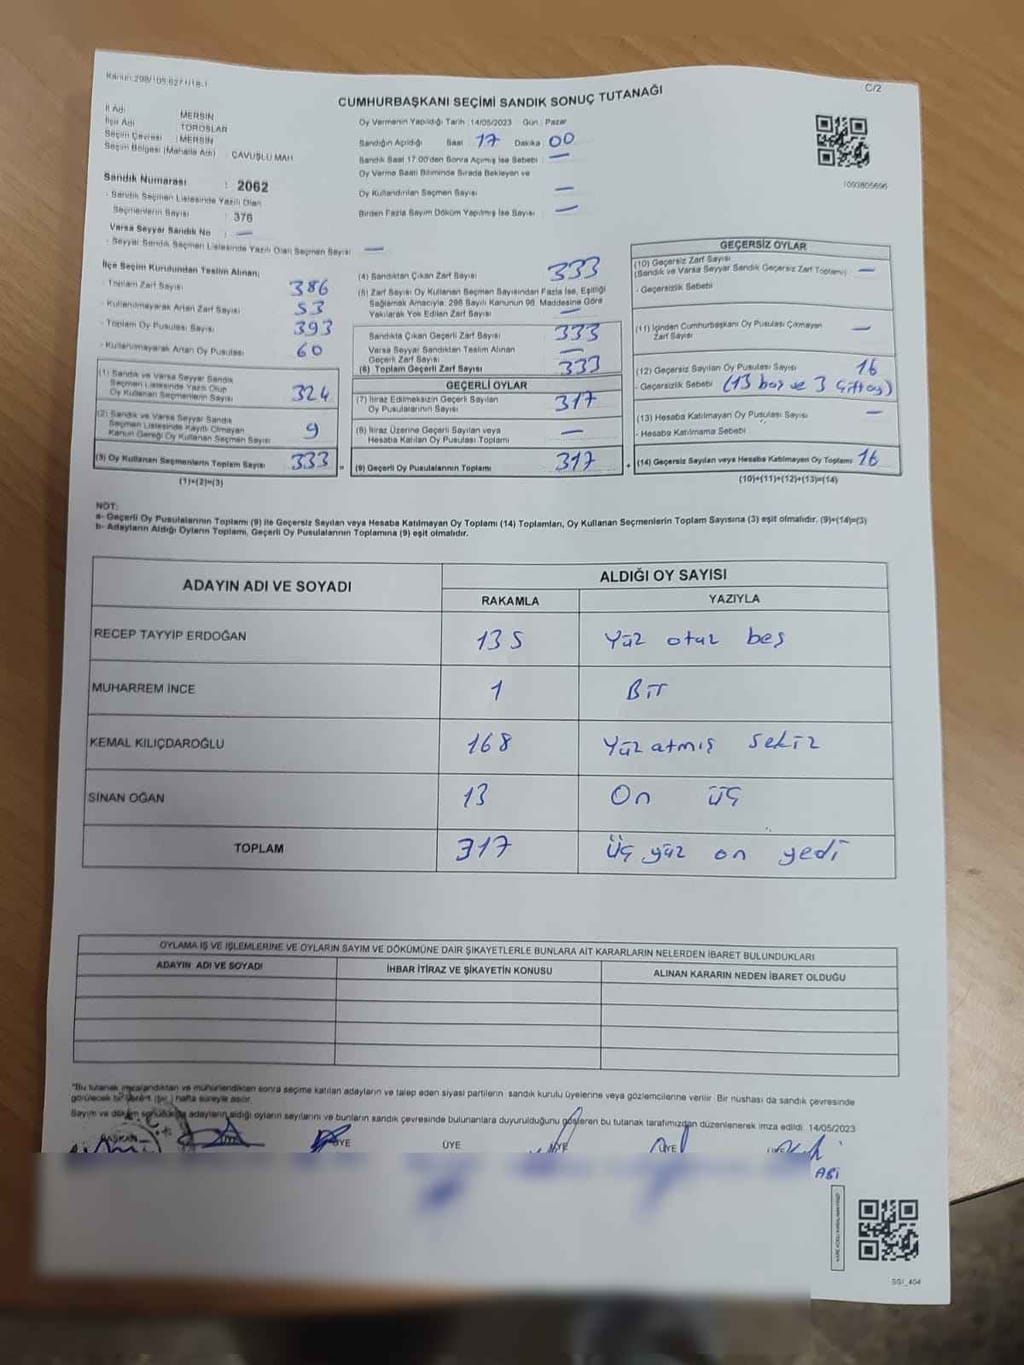 Kanun:298/105.627/1/18-1
C/2
CUMHURBAŞKANI SEÇİMİ SANDIK SONUÇ TUTANAĞI
İl Adı : MERSİN
İlçe Adı : TOROSLAR
Seçim Çevresi : MERSİN
Seçim Bölgesi (Mahalle Adı) : ÇAVUŞLU MAH
Sandık Numarası : 2062
- Sandık Seçmen Listesinde Yazılı Olan
Seçmenlerin Sayısı : 376
Varsa Seyyar Sandık No : —
- Seyyar Sandık Seçmen Listesinde Yazılı Olan Seçmen Sayısı —
Oy Vermenin Yapıldığı Tarih :14/05/2023 Gün : Pazar
Sandığın Açıldığı Saat 17 Dakika 00
Sandık Saat 17:00'den Sonra Açılmış İse Sebebi : —
Oy Verme Saati Bitiminde Sırada Bekleyen ve
Oy Kullandırılan Seçmen Sayısı —
Birden Fazla Sayım Döküm Yapılmış İse Sayısı —
1093805696
İlçe Seçim Kurulundan Teslim Alınan;
- Toplam Zarf Sayısı 386
- Kullanılmayarak Artan Zarf Sayısı 53
- Toplam Oy Pusulası Sayısı 393
- Kullanılmayarak Artan Oy Pusulası 60
(1) Sandık ve Varsa Seyyar Sandık
Seçmen Listesinde Yazılı Olup
Oy Kullanan Seçmenlerin Sayısı 324
(2) Sandık ve Varsa Seyyar Sandık
Seçmen Listesinde Kayıtlı Olmayan
Kanun Gereği Oy Kullanan Seçmen Sayısı 9
(3) Oy Kullanan Seçmenlerin Toplam Sayısı 333
(1)+(2)=(3)
(4) Sandıktan Çıkan Zarf Sayısı 333
(5) Zarf Sayısı Oy Kullanan Seçmen Sayısından Fazla İse, Eşitliği
Sağlamak Amacıyla; 298 Sayılı Kanunun 98. Maddesine Göre
Yakılarak Yok Edilen Zarf Sayısı —
Sandıkta Çıkan Geçerli Zarf Sayısı 333
Varsa Seyyar Sandıktan Teslim Alınan
Geçerli Zarf Sayısı —
(6) Toplam Geçerli Zarf Sayısı 333
GEÇERLİ OYLAR
(7) İtiraz Edilmeksizin Geçerli Sayılan
Oy Pusulalarının Sayısı 317
(8) İtiraz Üzerine Geçerli Sayılan veya
Hesaba Katılan Oy Pusulası Toplamı —
= (9) Geçerli Oy Pusulalarının Toplamı 317
GEÇERSİZ OYLAR
(10) Geçersiz Zarf Sayısı
(Sandık ve Varsa Seyyar Sandık Geçersiz Zarf Toplamı) —
- Geçersizlik Sebebi
(11) İçinden Cumhurbaşkanı Oy Pusulası Çıkmayan
Zarf Sayısı —
(12) Geçersiz Sayılan Oy Pusulası Sayısı 16
- Geçersizlik Sebebi (13 boş ve 3 Çift oy)
(13) Hesaba Katılmayan Oy Pusulası Sayısı —
- Hesaba Katılmama Sebebi
+ (14) Geçersiz Sayılan veya Hesaba Katılmayan Oy Toplamı 16
(10)+(11)+(12)+(13)=(14)
NOT:
a- Geçerli Oy Pusulalarının Toplamı (9) ile Geçersiz Sayılan veya Hesaba Katılmayan Oy Toplamı (14) Toplamları, Oy Kullanan Seçmenlerin Toplam Sayısına (3) eşit olmalıdır. (9)+(14)=(3)
b- Adayların Aldığı Oyların Toplamı, Geçerli Oy Pusulalarının Toplamına (9) eşit olmalıdır.
ADAYIN ADI VE SOYADI ALDIĞI OY SAYISI
RAKAMLA YAZIYLA
RECEP TAYYİP ERDOĞAN 135 Yüz otuz beş
MUHARREM İNCE 1 Bir
KEMAL KILIÇDAROĞLU 168 Yüz atmış sekiz
SİNAN OĞAN 13 On üç
TOPLAM 317 Üç yüz on yedi
OYLAMA İŞ VE İŞLEMLERİNE VE OYLARIN SAYIM VE DÖKÜMÜNE DAİR ŞİKAYETLERLE BUNLARA AİT KARARLARIN NELERDEN İBARET BULUNDUKLARI
ADAYIN ADI VE SOYADI İHBAR İTİRAZ VE ŞİKAYETİN KONUSU ALINAN KARARIN NEDEN İBARET OLDUĞU
"Bu tutanak imzalandıktan ve mühürlendikten sonra seçime katılan adayların ve talep eden siyasi partilerin sandık kurulu üyelerine veya gözlemcilerine verilir. Bir nüshası da sandık çevresinde
görülecek bir yere (bir) hafta süreyle asılır.
Sayım ve döküm sonucunda adayların aldığı oyların sayılarını ve bunların sandık çevresinde bulunanlara duyurulduğunu gösteren bu tutanak tarafımızdan düzenlenerek imza edildi. 14/05/2023
BAŞKAN ÜYE ÜYE ÜYE ÜYE
SGI_404